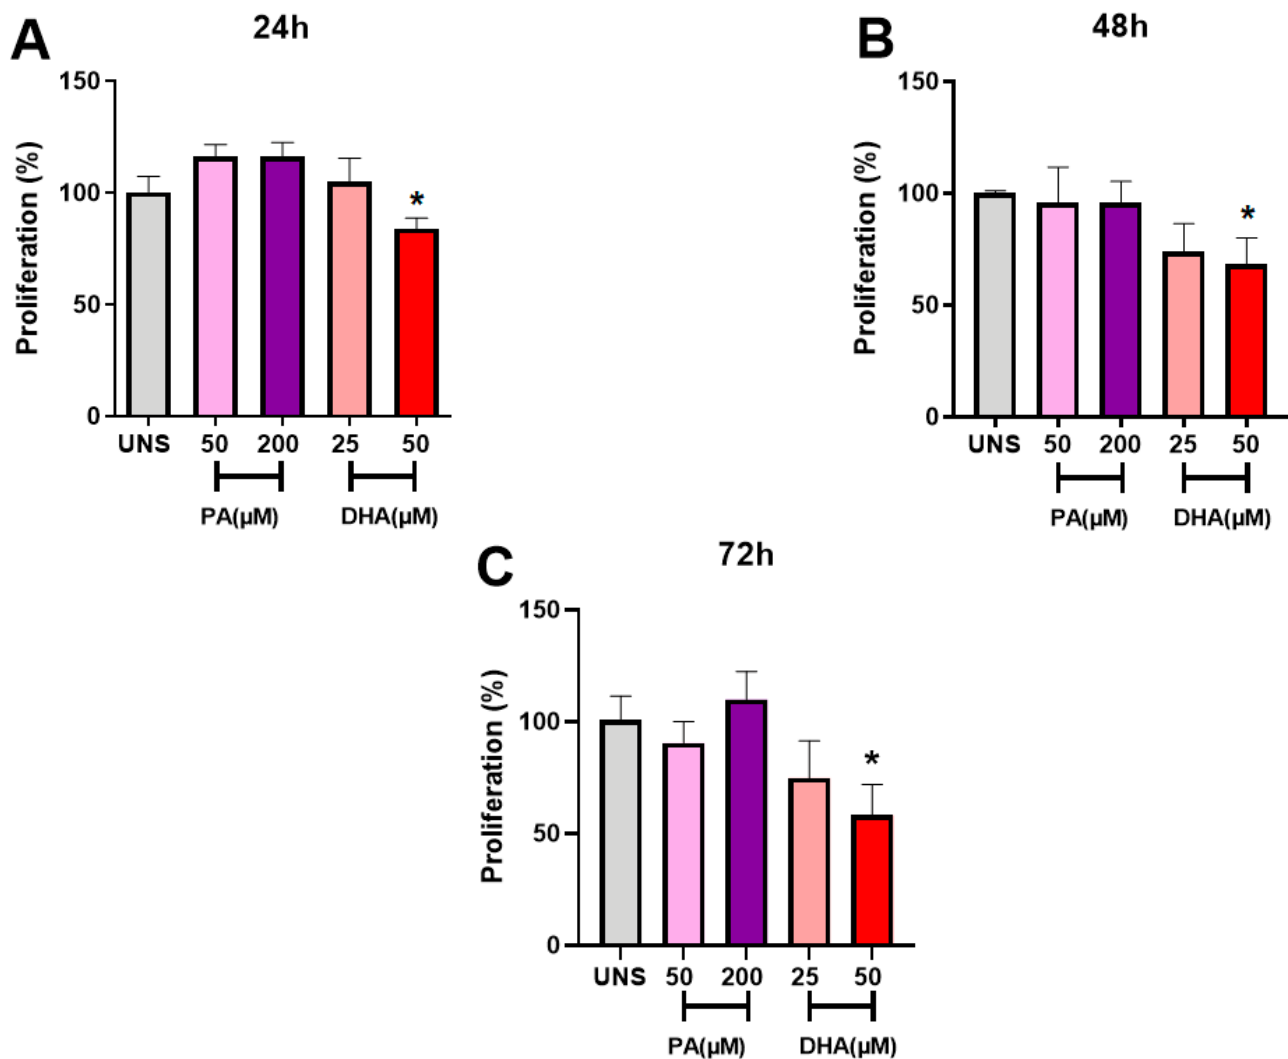 A
24h
150
100
50
0
Proliferation (%)
*
UNS 50 200 25 50
PA(µM) DHA(µM)
B
48h
150
100
50
0
Proliferation (%)
*
UNS 50 200 25 50
PA(µM) DHA(µM)
C
72h
150
100
50
0
Proliferation (%)
*
UNS 50 200 25 50
PA(µM) DHA(µM)